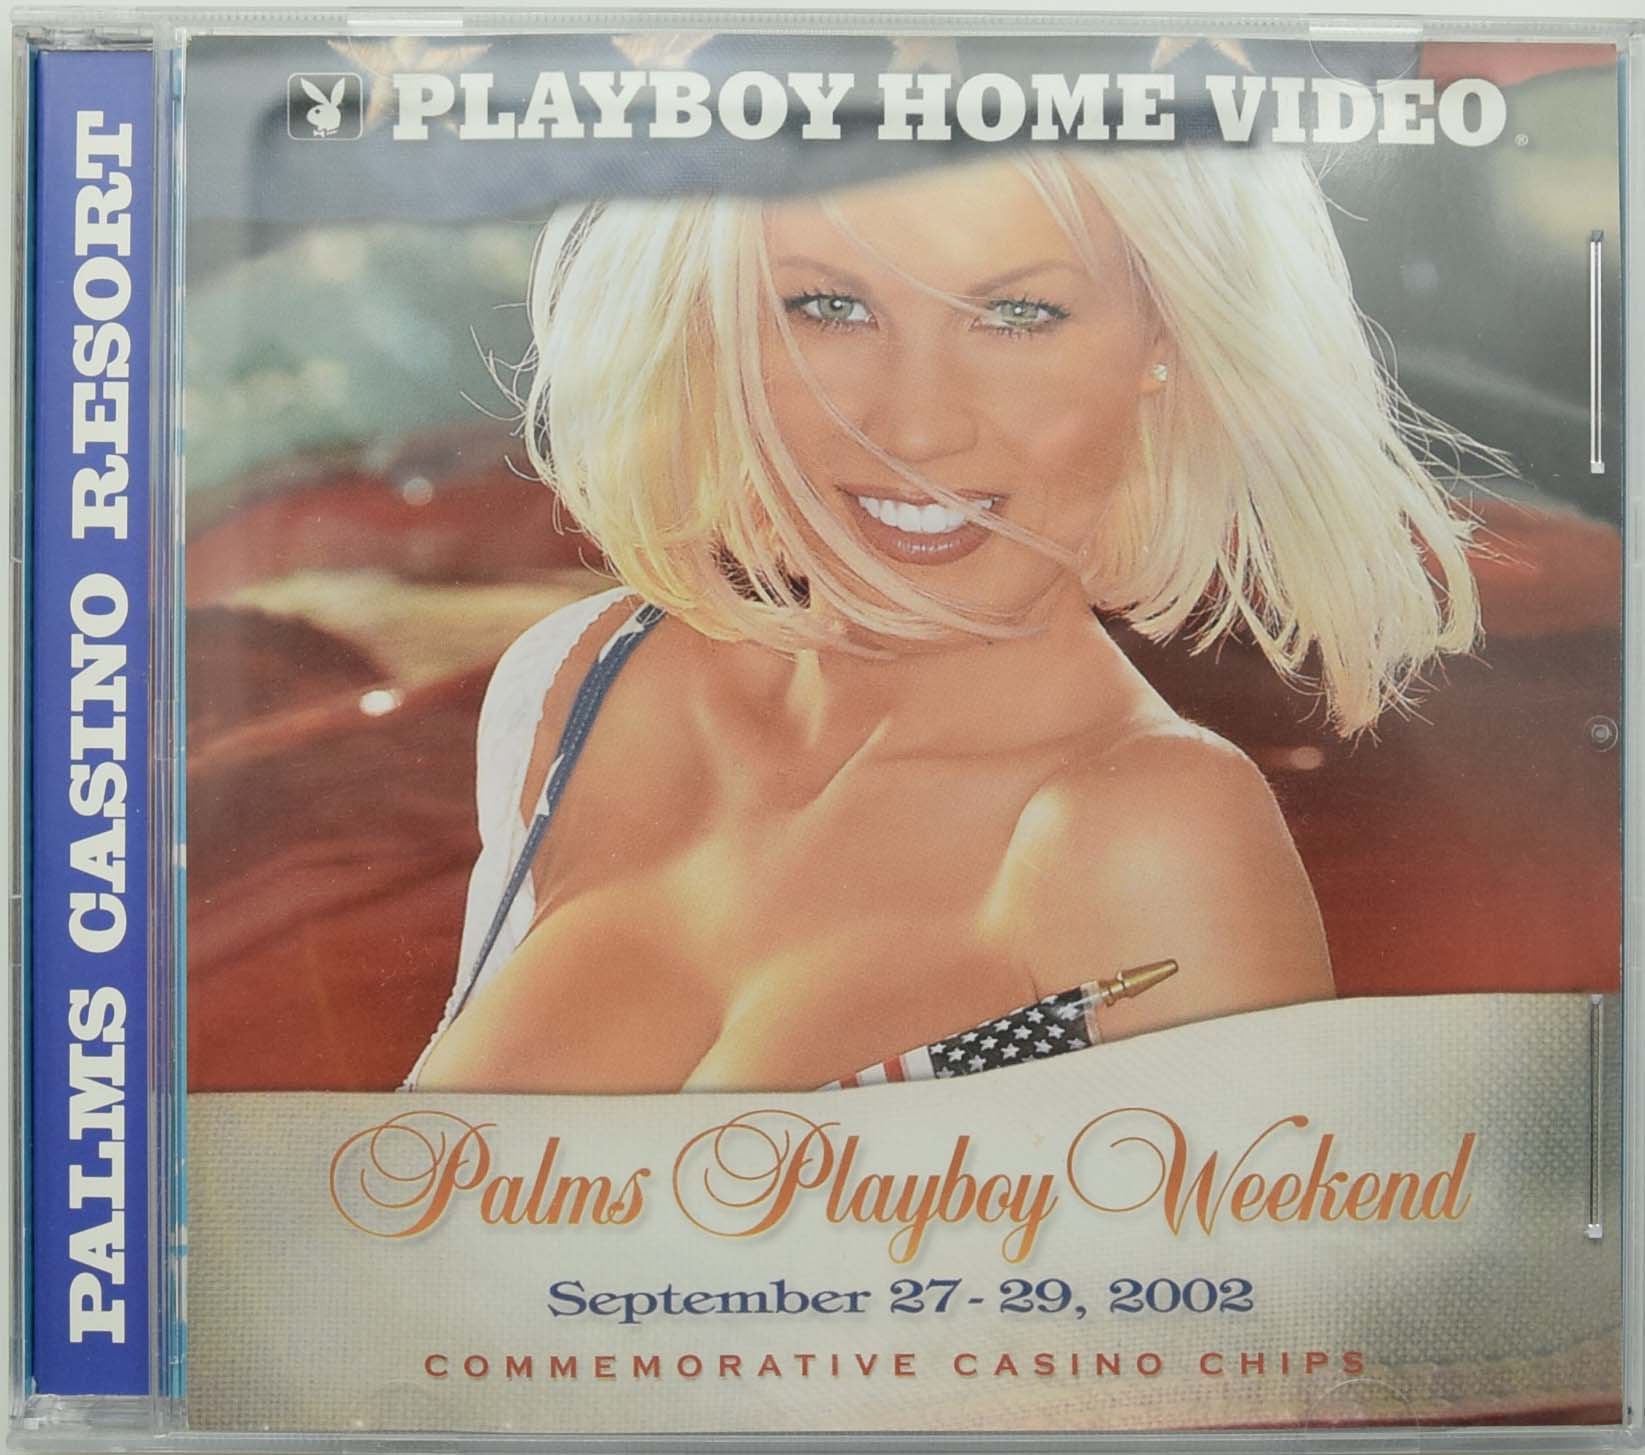 PALMS CASINO RESORT
PLAYBOY HOME VIDEO®
Palms Playboy Weekend
September 27-29, 2002
COMMEMORATIVE CASINO CHIPS